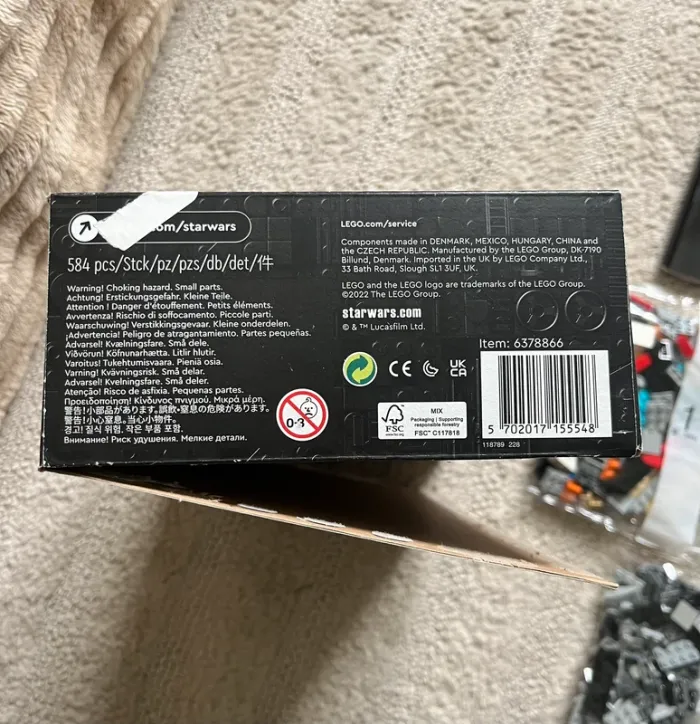 om/starwars
584 pcs/Stck/pz/pzs/db/det/件
Warning! Choking hazard. Small parts.
Achtung! Erstickungsgefahr. Kleine Teile.
Attention ! Danger d'étouffement. Petits éléments.
Avvertenza! Rischio di soffocamento. Piccole parti.
Waarschuwing! Verstikkingsgevaar. Kleine onderdelen.
¡Advertencia! Peligro de atragantamiento. Partes pequeñas.
Advarsel! Kvælningsfare. Små dele.
Viðvörun! Köfnunarhætta. Litlir hlutir.
Varoitus! Tukehtumisvaara. Pieniä osia.
Varning! Kvävningsrisk. Små delar.
Advarsel! Kvelningsfare. Små deler.
Atenção! Risco de asfixia. Pequenas partes.
Προειδοποίηση! Κίνδυνος πνιγμού. Μικρά μέρη.
警告!小部品があります。誤飲・窒息の危険があります。
警告!小心窒息。当心小物件。
경고! 질식 위험, 작은 부품 포함.
Внимание! Риск удушения. Мелкие детали.
0-3
LEGO.com/service
Components made in DENMARK, MEXICO, HUNGARY, CHINA and
the CZECH REPUBLIC. Manufactured by the LEGO Group, DK-7190
Billund, Denmark. Imported in the UK by LEGO Company Ltd.,
33 Bath Road, Slough SL1 3UF, UK.
LEGO and the LEGO logo are trademarks of the LEGO Group.
©2022 The LEGO Group.
starwars.com
© & ™ Lucasfilm Ltd.
CE
UK
CA
FSC
www.fsc.org
MIX
Packaging | Supporting
responsible forestry
FSC™ C117818
Item: 6378866
5 702017 155548
118789 228